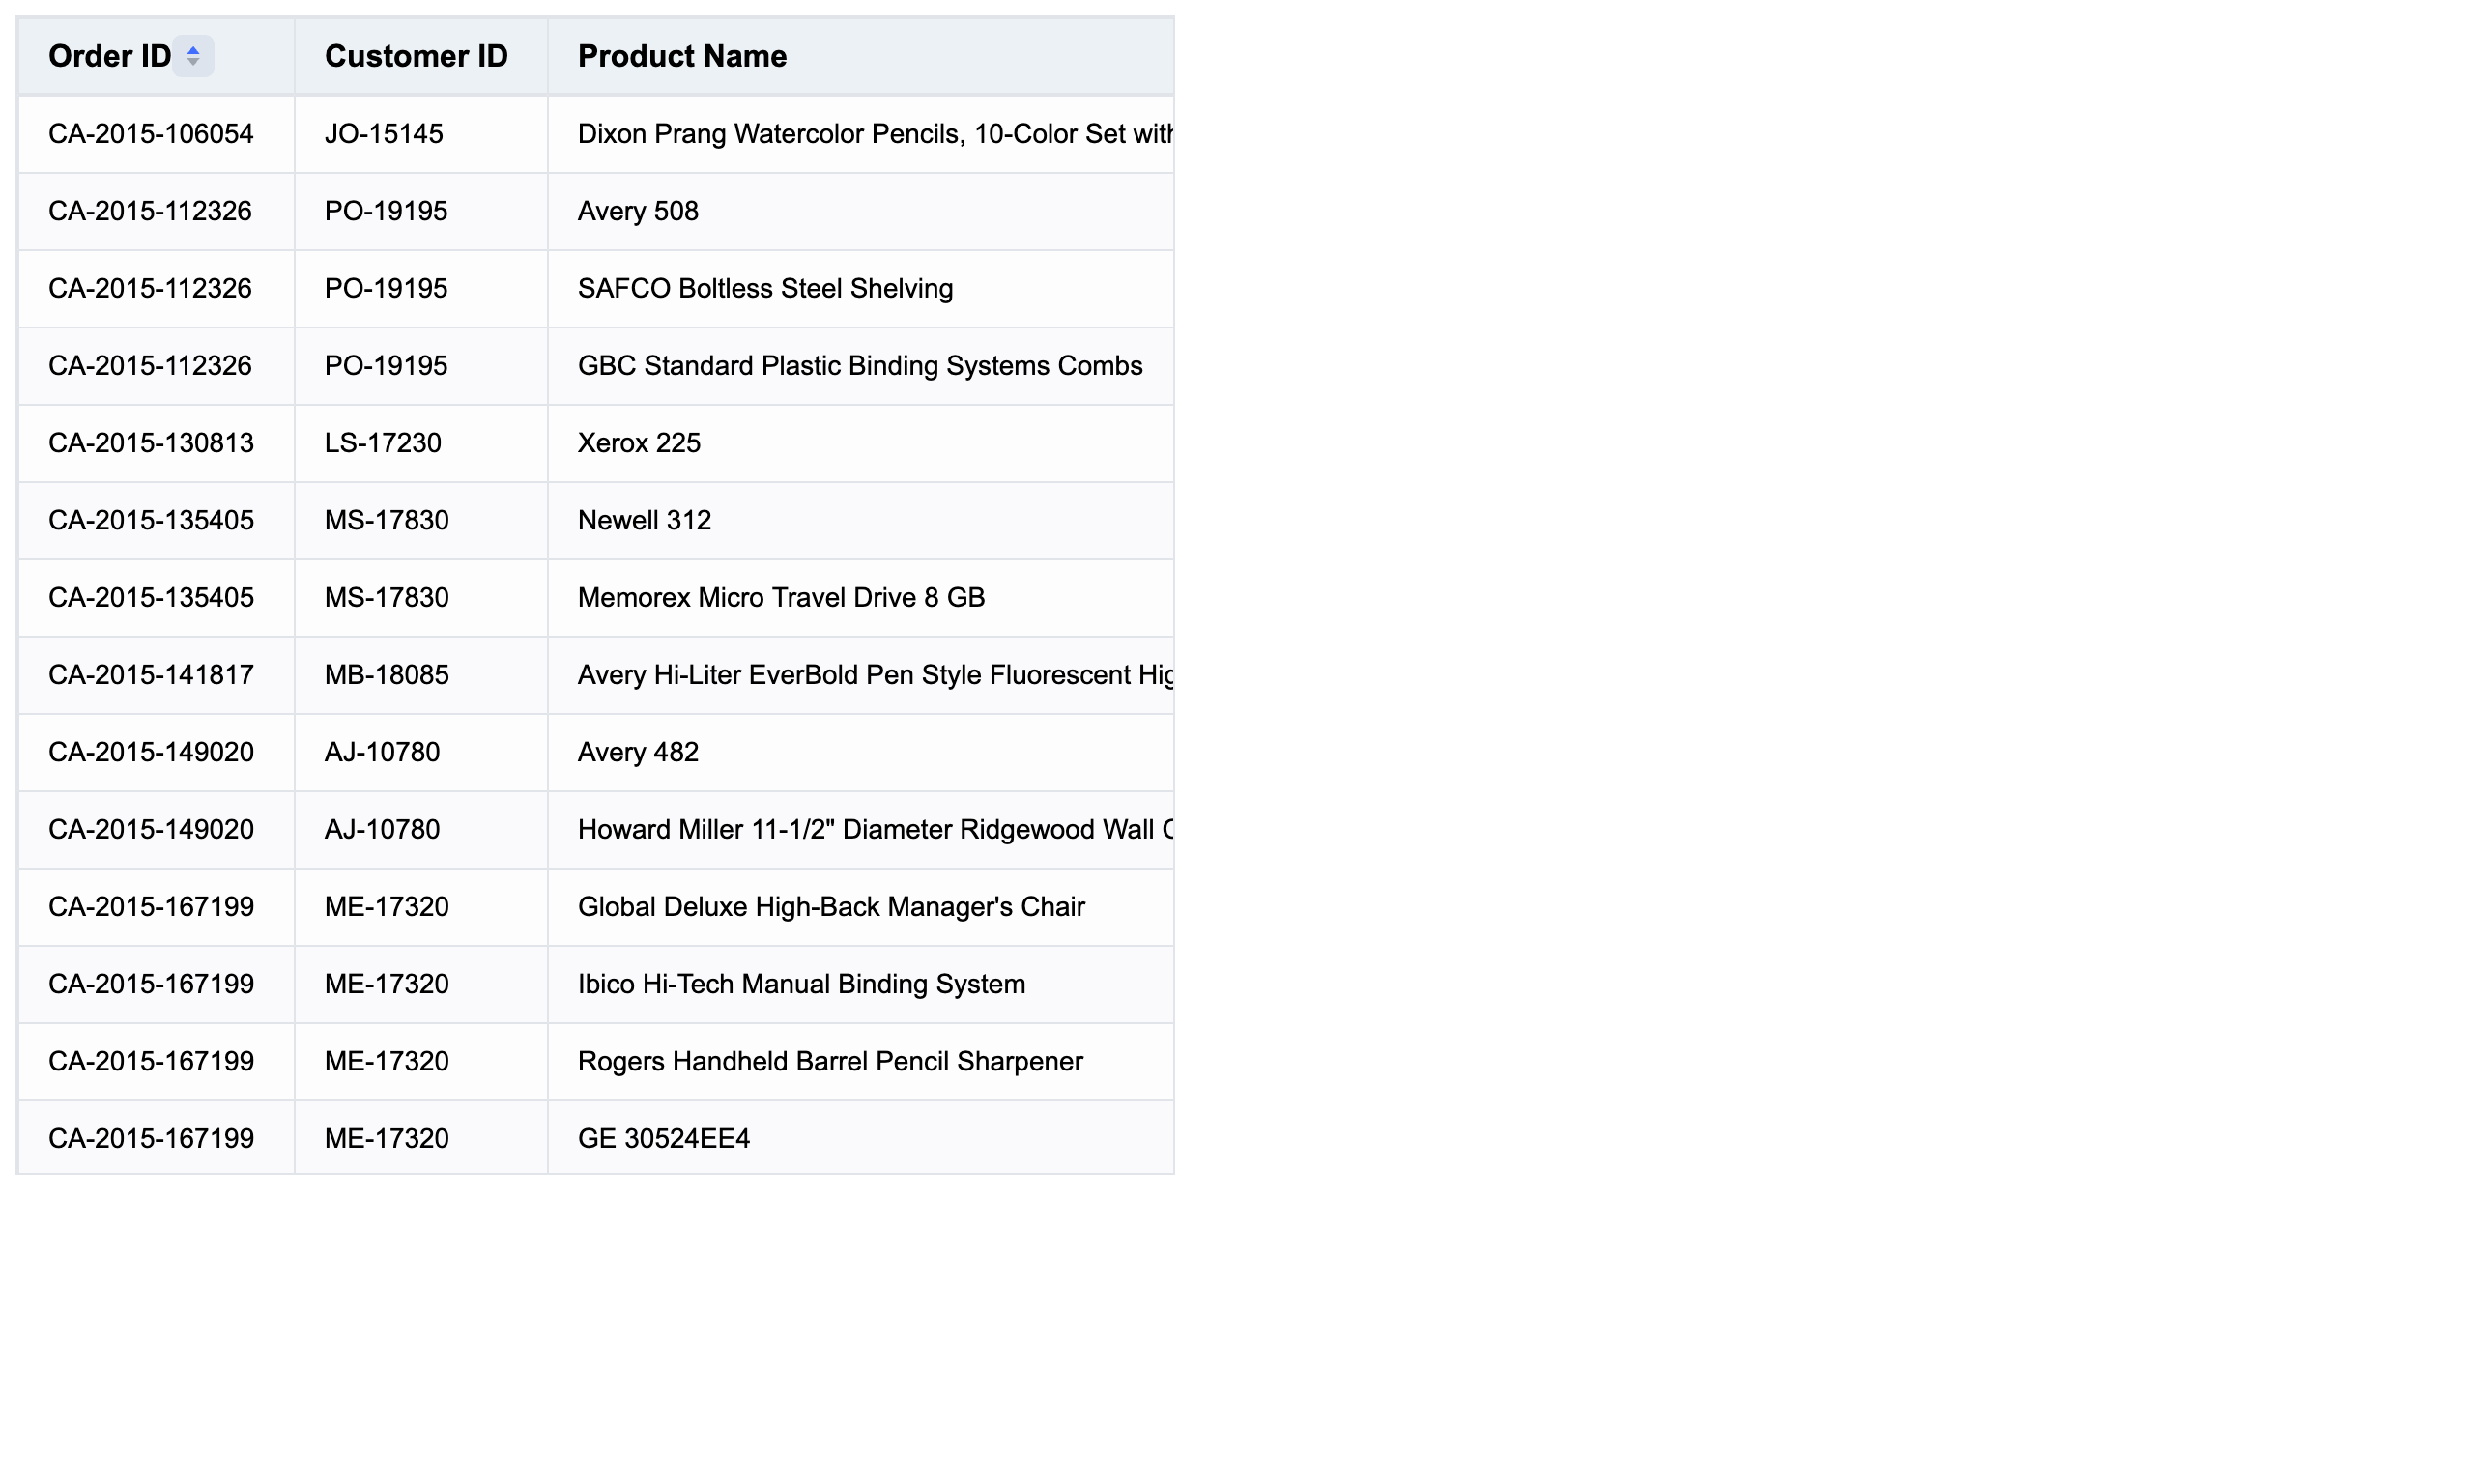 Order ID Customer ID Product Name
CA-2015-106054 JO-15145 Dixon Prang Watercolor Pencils, 10-Color Set with
CA-2015-112326 PO-19195 Avery 508
CA-2015-112326 PO-19195 SAFCO Boltless Steel Shelving
CA-2015-112326 PO-19195 GBC Standard Plastic Binding Systems Combs
CA-2015-130813 LS-17230 Xerox 225
CA-2015-135405 MS-17830 Newell 312
CA-2015-135405 MS-17830 Memorex Micro Travel Drive 8 GB
CA-2015-141817 MB-18085 Avery Hi-Liter EverBold Pen Style Fluorescent
CA-2015-149020 AJ-10780 Avery 482
CA-2015-149020 AJ-10780 Howard Miller 11-1/2" Diameter Ridgewood Wall
CA-2015-167199 ME-17320 Global Deluxe High-Back Manager's Chair
CA-2015-167199 ME-17320 Ibico Hi-Tech Manual Binding System
CA-2015-167199 ME-17320 Rogers Handheld Barrel Pencil Sharpener
CA-2015-167199 ME-17320 GE 30524EE4